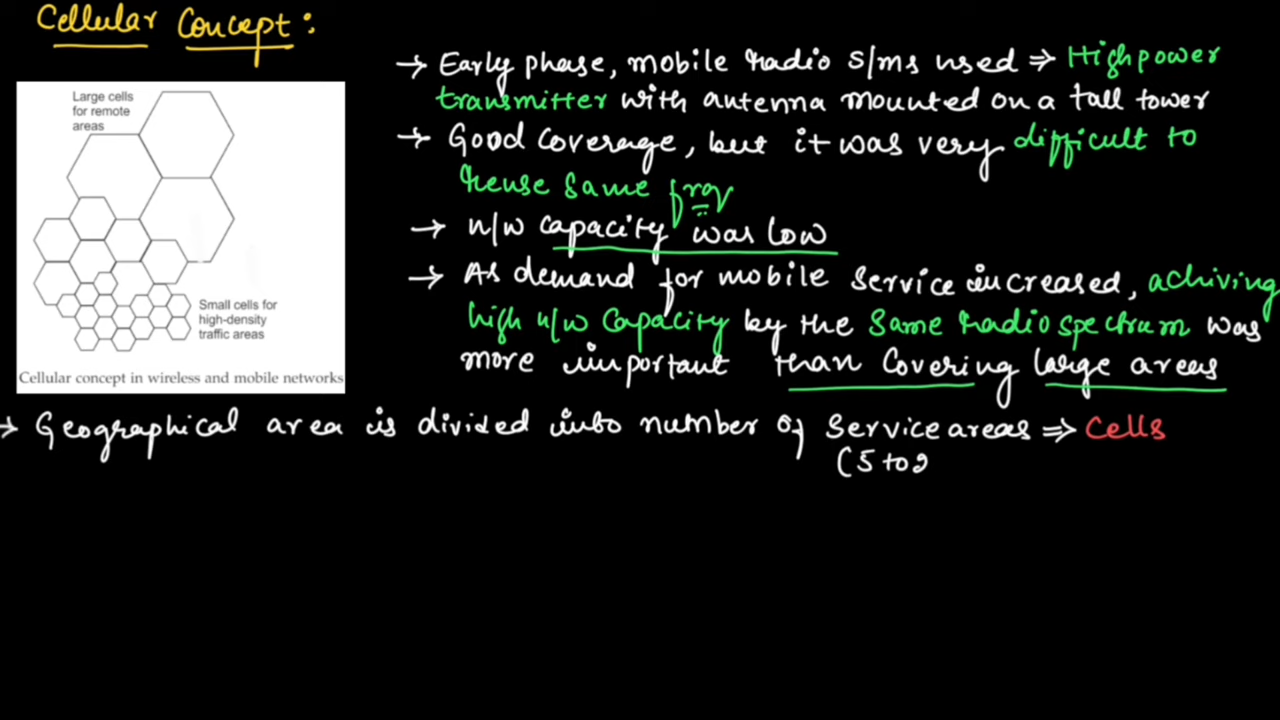 Cellular Concept :
Large cells
for remote
areas
Small cells for
high-density
traffic areas
Cellular concept in wireless and mobile networks
→ Early phase, mobile radio s/ms used ⇒ High power
transmitter with antenna mounted on a tall tower
→ Good coverage, but it was very difficult to
reuse same frqy
→ n/w capacity was low
→ As demand for mobile service increased, achiving
high n/w capacity by the same radio spectrum was
more important than covering large areas
→ Geographical area is divided into number of service areas ⇒ cells
(5 to